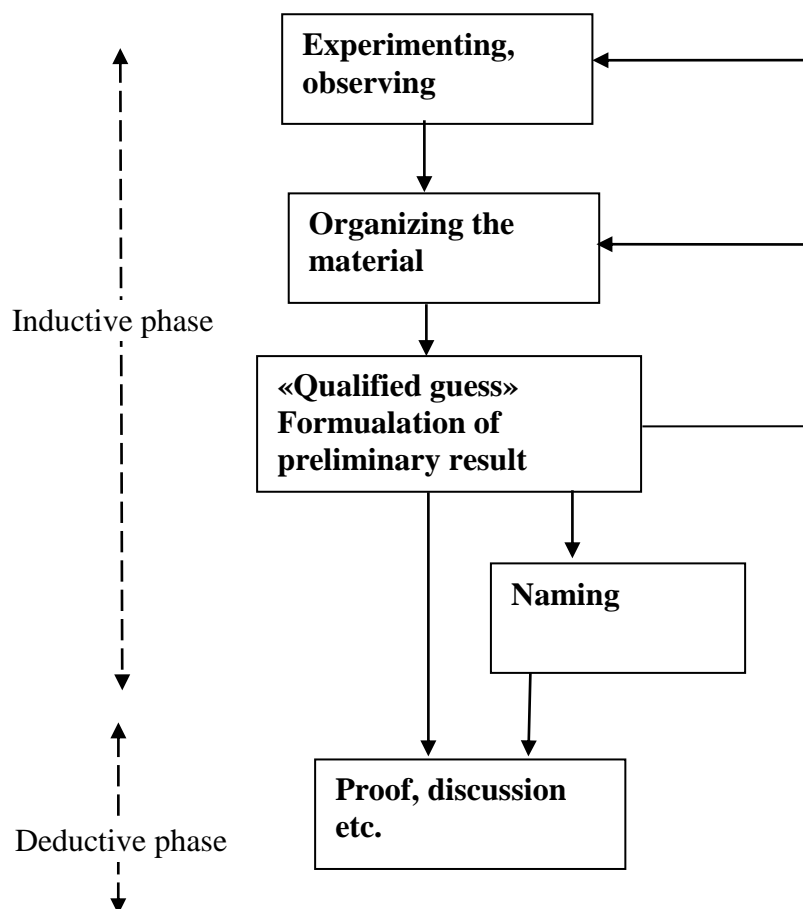 Experimenting,
observing
Organizing the
material
Inductive phase
«Qualified guess»
Formualation of
preliminary result
Naming
Proof, discussion
etc.
Deductive phase